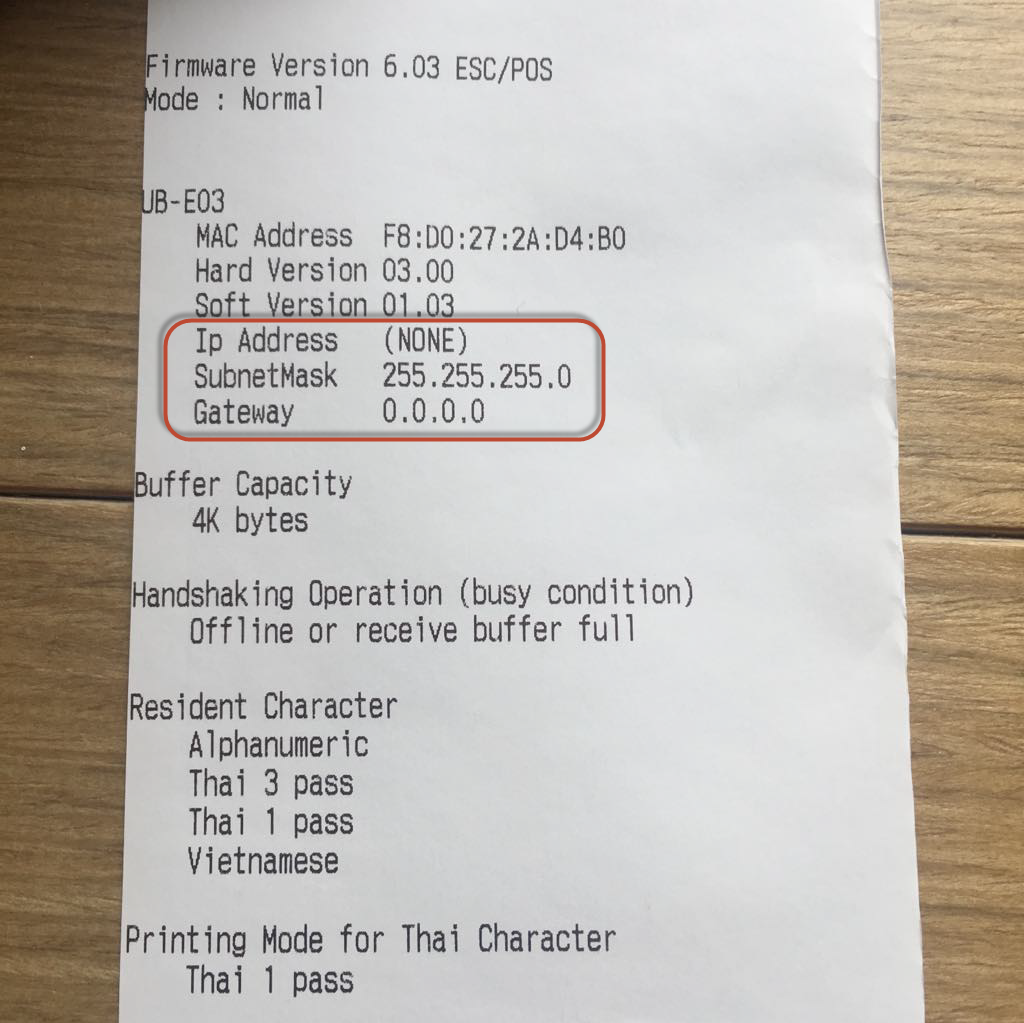 Firmware Version 6.03 ESC/POS
Mode : Normal
UB-E03
MAC Address F8:D0:27:2A:D4:B0
Hard Version 03.00
Soft Version 01.03
Ip Address (NONE)
SubnetMask 255.255.255.0
Gateway 0.0.0.0
Buffer Capacity
4K bytes
Handshaking Operation (busy condition)
Offline or receive buffer full
Resident Character
Alphanumeric
Thai 3 pass
Thai 1 pass
Vietnamese
Printing Mode for Thai Character
Thai 1 pass